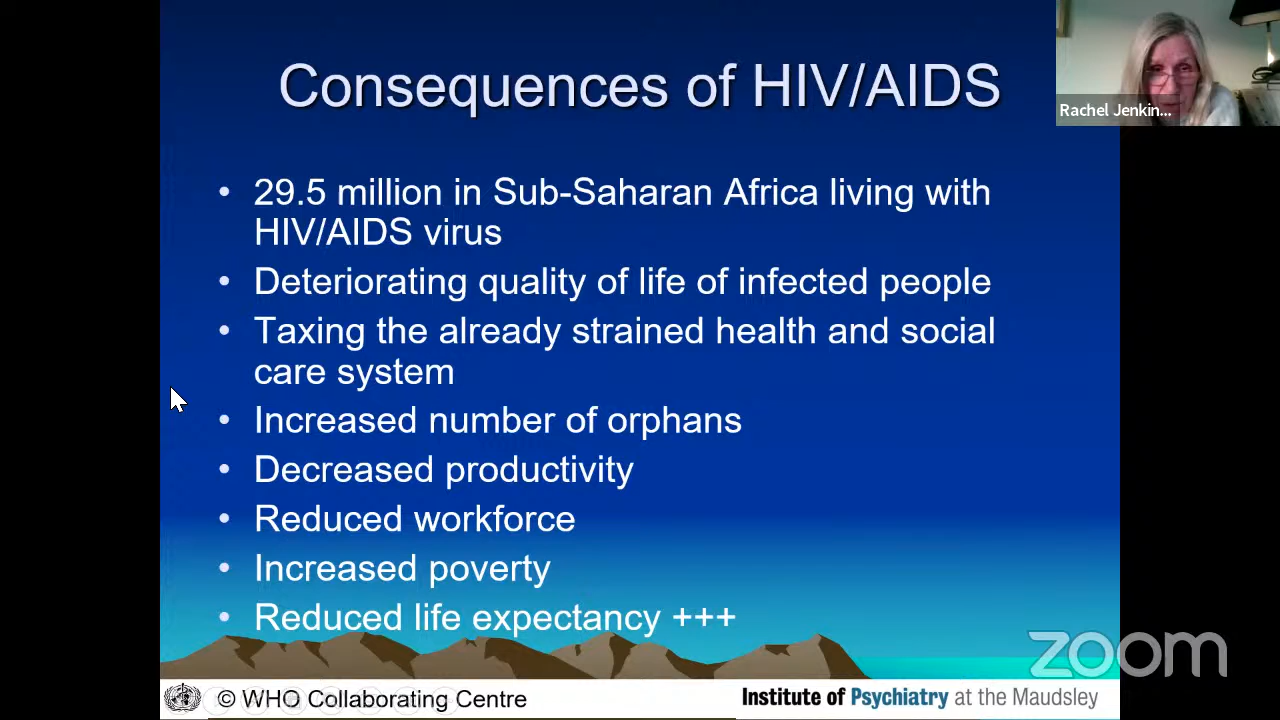 Consequences of HIV/AIDS
Rachel Jenkin...
• 29.5 million in Sub-Saharan Africa living with
HIV/AIDS virus
• Deteriorating quality of life of infected people
• Taxing the already strained health and social
care system
• Increased number of orphans
• Decreased productivity
• Reduced workforce
• Increased poverty
• Reduced life expectancy +++
zoom
© WHO Collaborating Centre
Institute of Psychiatry at the Maudsley